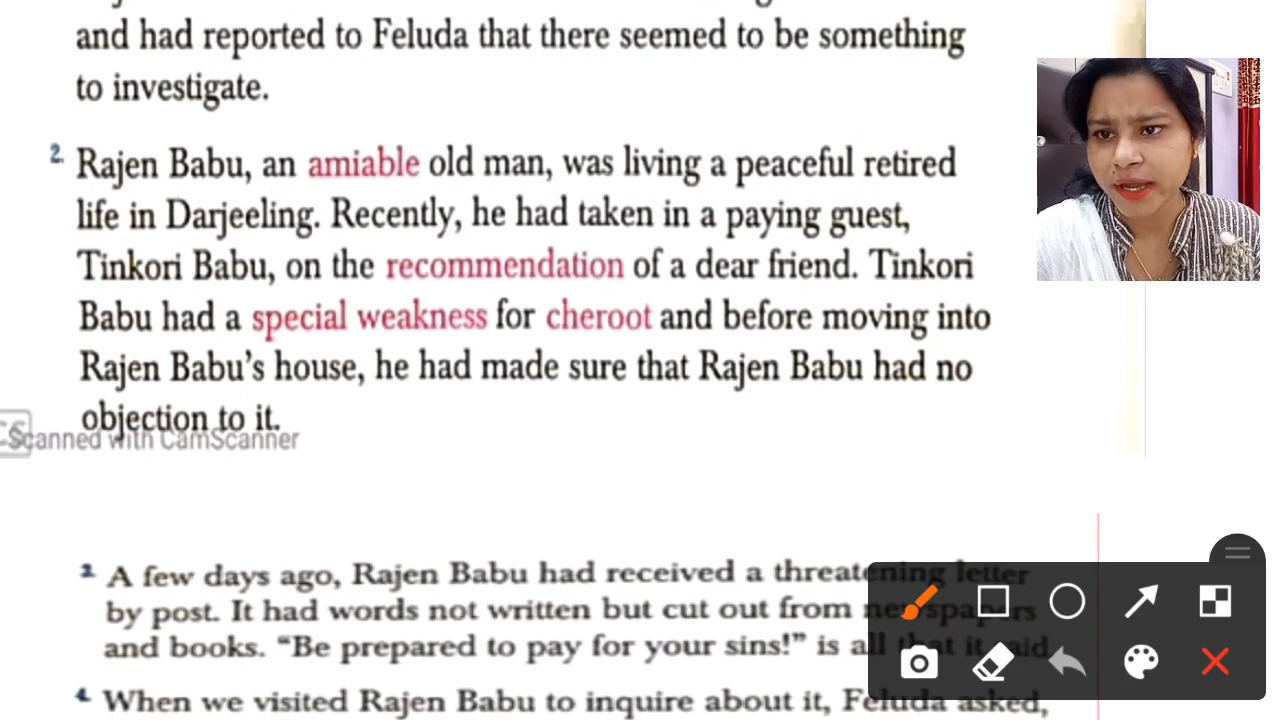 and had reported to Feluda that there seemed to be something
to investigate.
2. Rajen Babu, an amiable old man, was living a peaceful retired
life in Darjeeling. Recently, he had taken in a paying guest,
Tinkori Babu, on the recommendation of a dear friend. Tinkori
Babu had a special weakness for cheroot and before moving into
Rajen Babu's house, he had made sure that Rajen Babu had no
objection to it.
CS Scanned with CamScanner
3 A few days ago, Rajen Babu had received a threatening letter
by post. It had words not written but cut out from newspapers
and books. “Be prepared to pay for your sins!” is all that it said
4 When we visited Rajen Babu to inquire about it, Feluda asked,